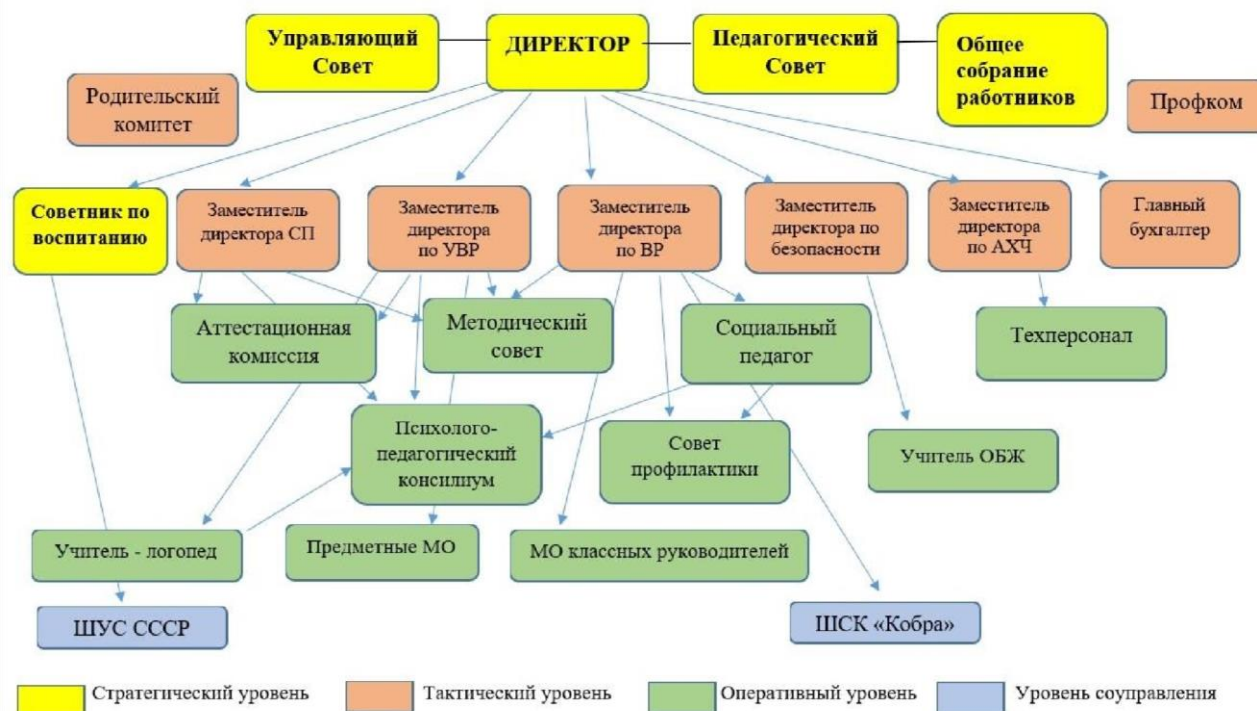 Управляющий
Совет
ДИРЕКТОР
Педагогический
Совет
Общее
собрание
работников
Родительский
комитет
Профком
Советник по
воспитанию
Заместитель
директора СП
Заместитель
директора
по УВР
Заместитель
директора
по ВР
Заместитель
директора по
безопасности
Заместитель
директора
по АХЧ
Главный
бухгалтер
Аттестационная
комиссия
Методический
совет
Социальный
педагог
Техперсонал
Психолого-
педагогический
консилиум
Совет
профилактики
Учитель ОБЖ
Учитель - логопед
Предметные МО
МО классных руководителей
ШУС СССР
ШСК «Кобра»
Стратегический уровень
Тактический уровень
Оперативный уровень
Уровень соуправления